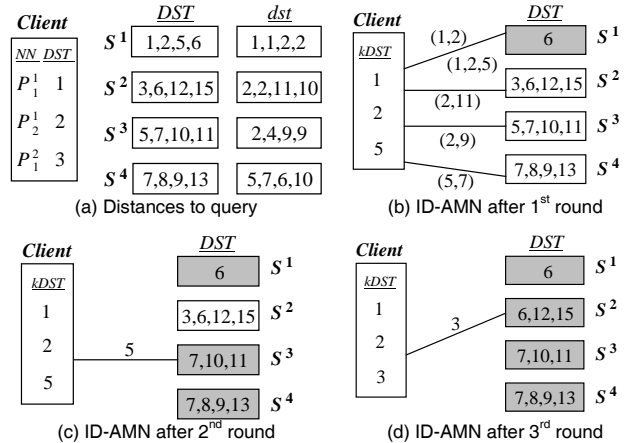 Client
NN DST
P₁¹ 1
P₂¹ 2
P₁² 3
DST dst
S¹ 1,2,5,6 1,1,2,2
S² 3,6,12,15 2,2,11,10
S³ 5,7,10,11 2,4,9,9
S⁴ 7,8,9,13 5,7,6,10
(a) Distances to query
Client
kDST
1
2
5
(1,2)
(1,2,5)
(2,11)
(2,9)
(5,7)
DST
6 S¹
3,6,12,15 S²
5,7,10,11 S³
7,8,9,13 S⁴
(b) ID-AMN after 1st round
Client
kDST
1
2
5
5
DST
6 S¹
3,6,12,15 S²
7,10,11 S³
7,8,9,13 S⁴
(c) ID-AMN after 2nd round
Client
kDST
1
2
3
3
DST
6 S¹
6,12,15 S²
7,10,11 S³
7,8,9,13 S⁴
(d) ID-AMN after 3rd round